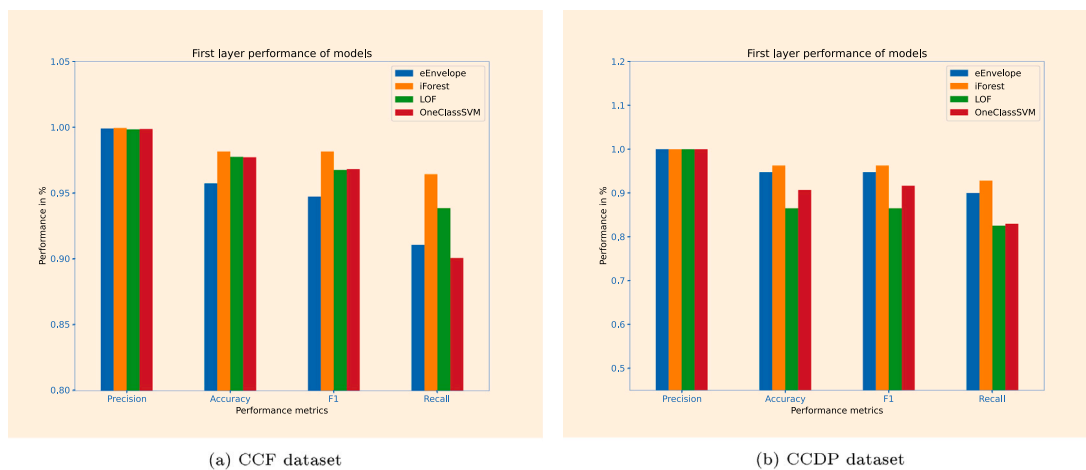 First layer performance of models
1.05
1.00
0.95
0.90
0.85
0.80
Performance in %
eEnvelope
iForest
LOF
OneClassSVM
Precision Accuracy F1 Recall
Performance metrics
(a) CCF dataset
First layer performance of models
1.2
1.1
1.0
0.9
0.8
0.7
0.6
0.5
Performance in %
eEnvelope
iForest
LOF
OneClassSVM
Precision Accuracy F1 Recall
Performance metrics
(b) CCDP dataset